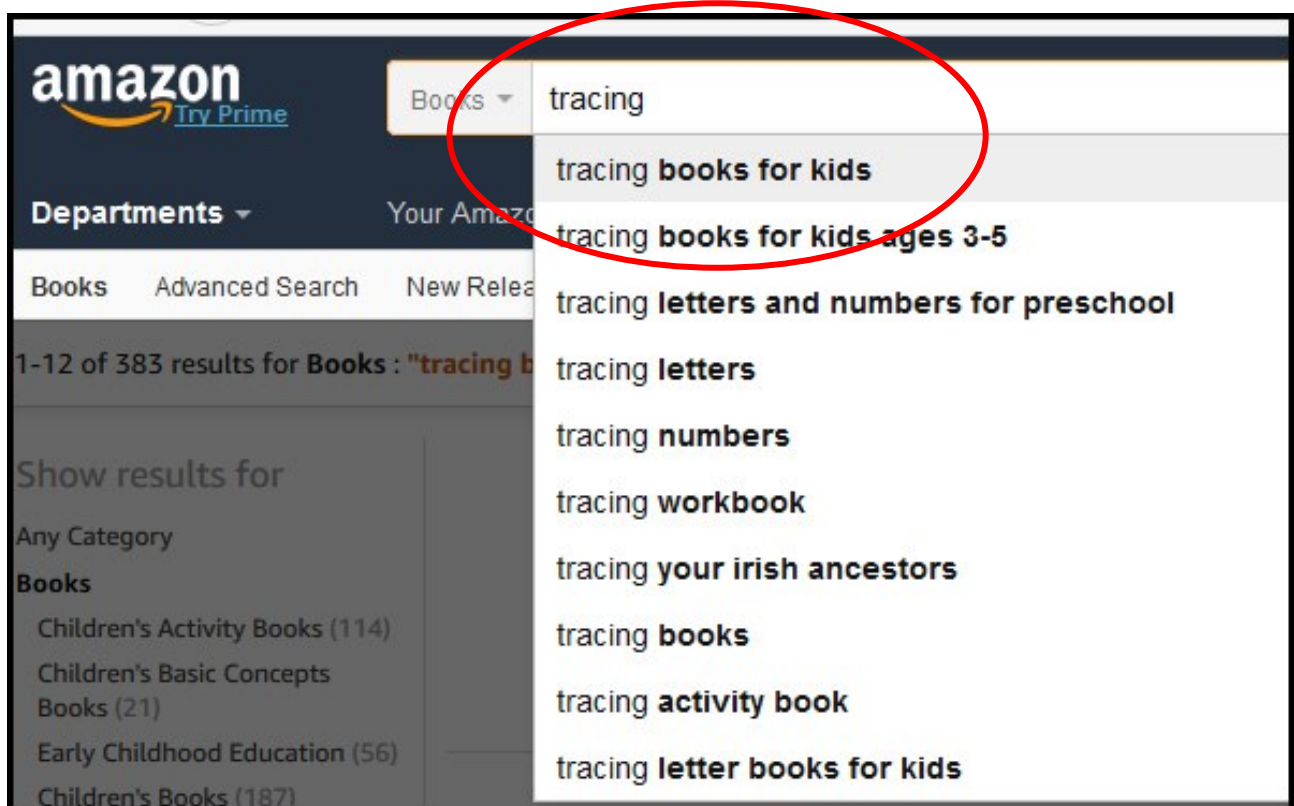 amazon
Try Prime
Books
tracing
tracing books for kids
Departments
Your Amazo
tracing books for kids ages 3-5
Books Advanced Search New Relea
tracing letters and numbers for preschool
1-12 of 383 results for Books : "tracing b
tracing letters
tracing numbers
Show results for
tracing workbook
Any Category
tracing your irish ancestors
Books
Children's Activity Books (114)
tracing books
Children's Basic Concepts
Books (21)
tracing activity book
Early Childhood Education (56)
tracing letter books for kids
Children's Books (187)